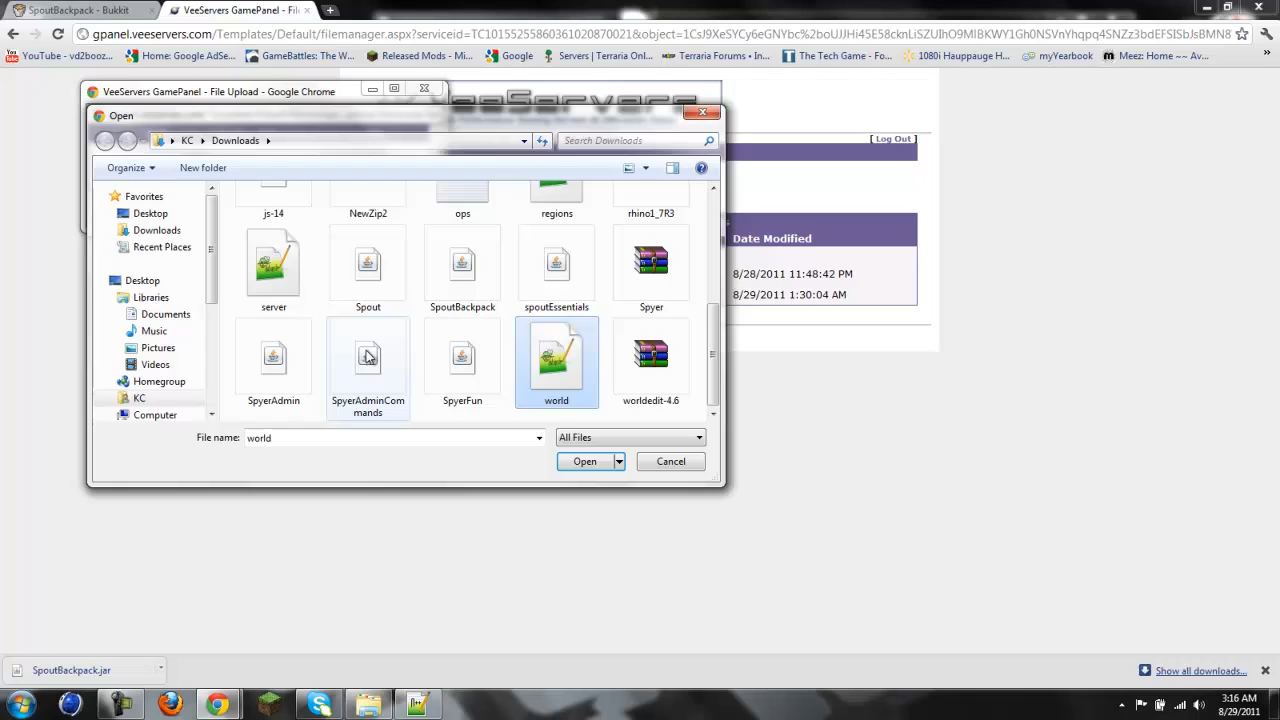 SpoutBackpack - Bukkit
VeeServers GamePanel - Fil
gpanel.veeservers.com/Templates/Default/filemanager.aspx?serviceid=
YouTube - vd2booz...
Home: Google AdSe...
GameBattles: The W...
Released Mods - Mi...
Google
Servers | Terraria Onl...
Terraria Forums • In...
The Tech Game - Fo...
1080i Hauppauge H...
myYearbook
Meez: Home ~~ Av...
VeeServers GamePanel - File Upload - Google Chrome
Open
KC
Downloads
Search Downloads
[ Log Out ]
Organize
New folder
Favorites
Desktop
Downloads
Recent Places
Desktop
Libraries
Documents
Music
Pictures
Videos
Homegroup
KC
Computer
js-14
NewZip2
ops
regions
rhino1_7R3
server
Spout
SpoutBackpack
spoutEssentials
Spyer
SpyerAdmin
SpyerAdminCom
mands
SpyerFun
world
worldedit-4.6
Date Modified
8/28/2011 11:48:42 PM
8/29/2011 1:30:04 AM
File name:
world
All Files
Open
Cancel
SpoutBackpack.jar
Show all downloads...
3:16 AM
8/29/2011